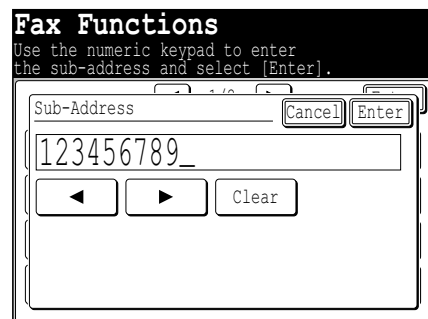 Fax Functions
Use the numeric keypad to enter
the sub-address and select [Enter].
Sub-Address
Cancel
Enter
123456789_
◄
►
Clear